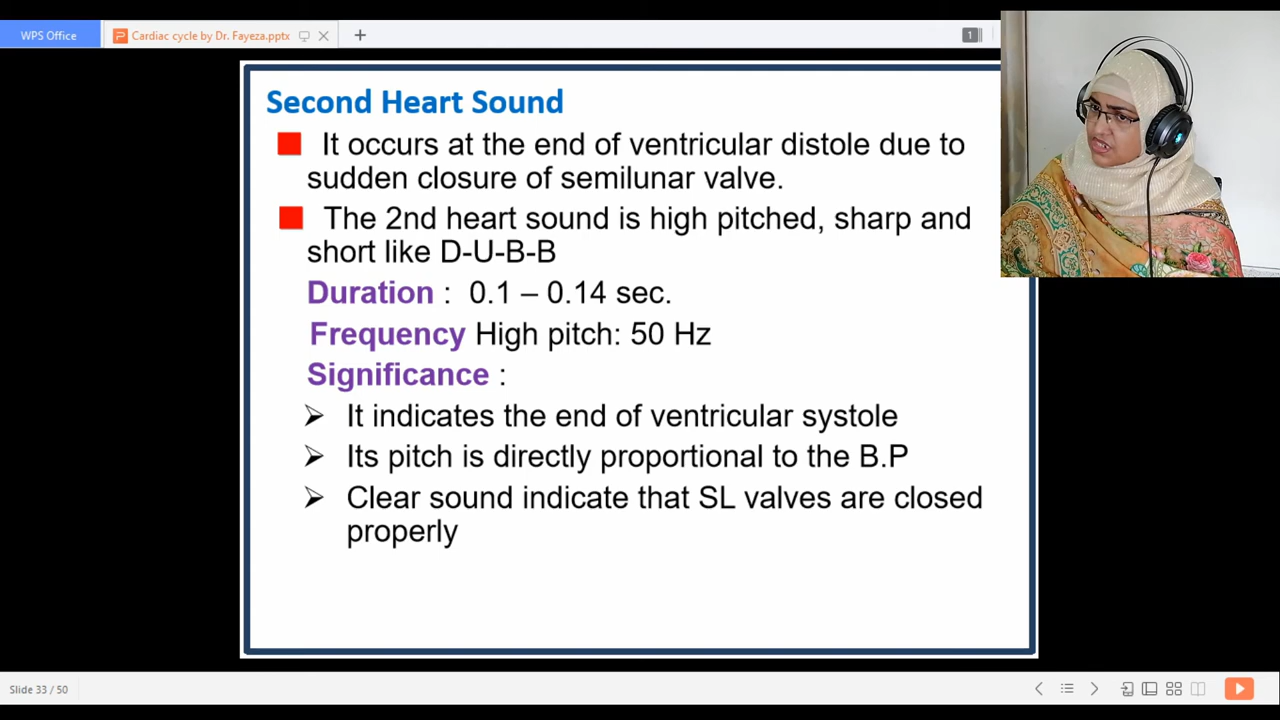 WPS Office
Cardiac cycle by Dr. Fayeza.pptx
1
Second Heart Sound
It occurs at the end of ventricular distole due to
sudden closure of semilunar valve.
The 2nd heart sound is high pitched, sharp and
short like D-U-B-B
Duration : 0.1 – 0.14 sec.
Frequency High pitch: 50 Hz
Significance :
It indicates the end of ventricular systole
Its pitch is directly proportional to the B.P
Clear sound indicate that SL valves are closed
properly
Slide 33 / 50